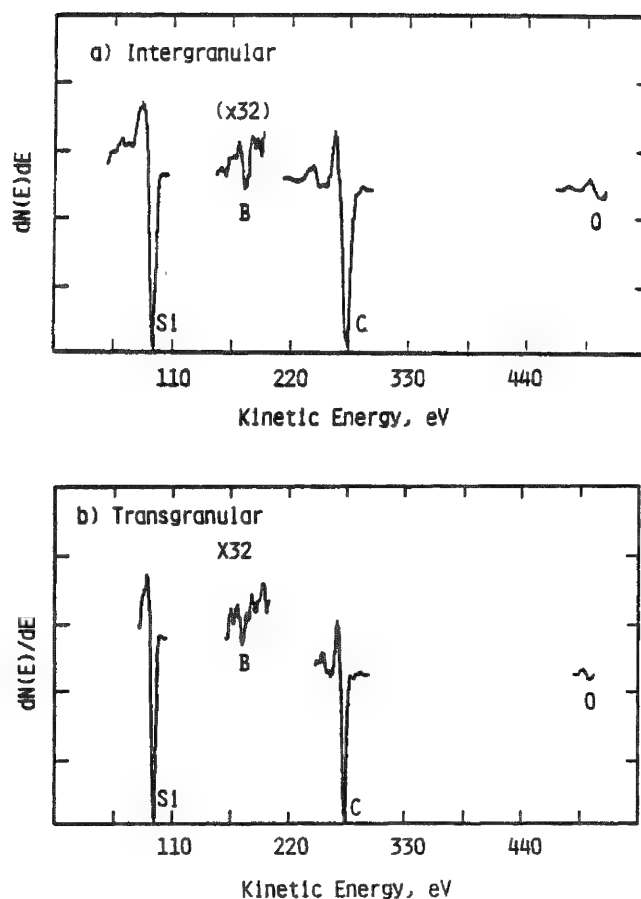 a) Intergranular
(x32)
dN(E)dE
B
Si
C
O
110 220 330 440
Kinetic Energy, eV
b) Transgranular
X32
dN(E)/dE
B
O
Si
C
110 220 330 440
Kinetic Energy, eV